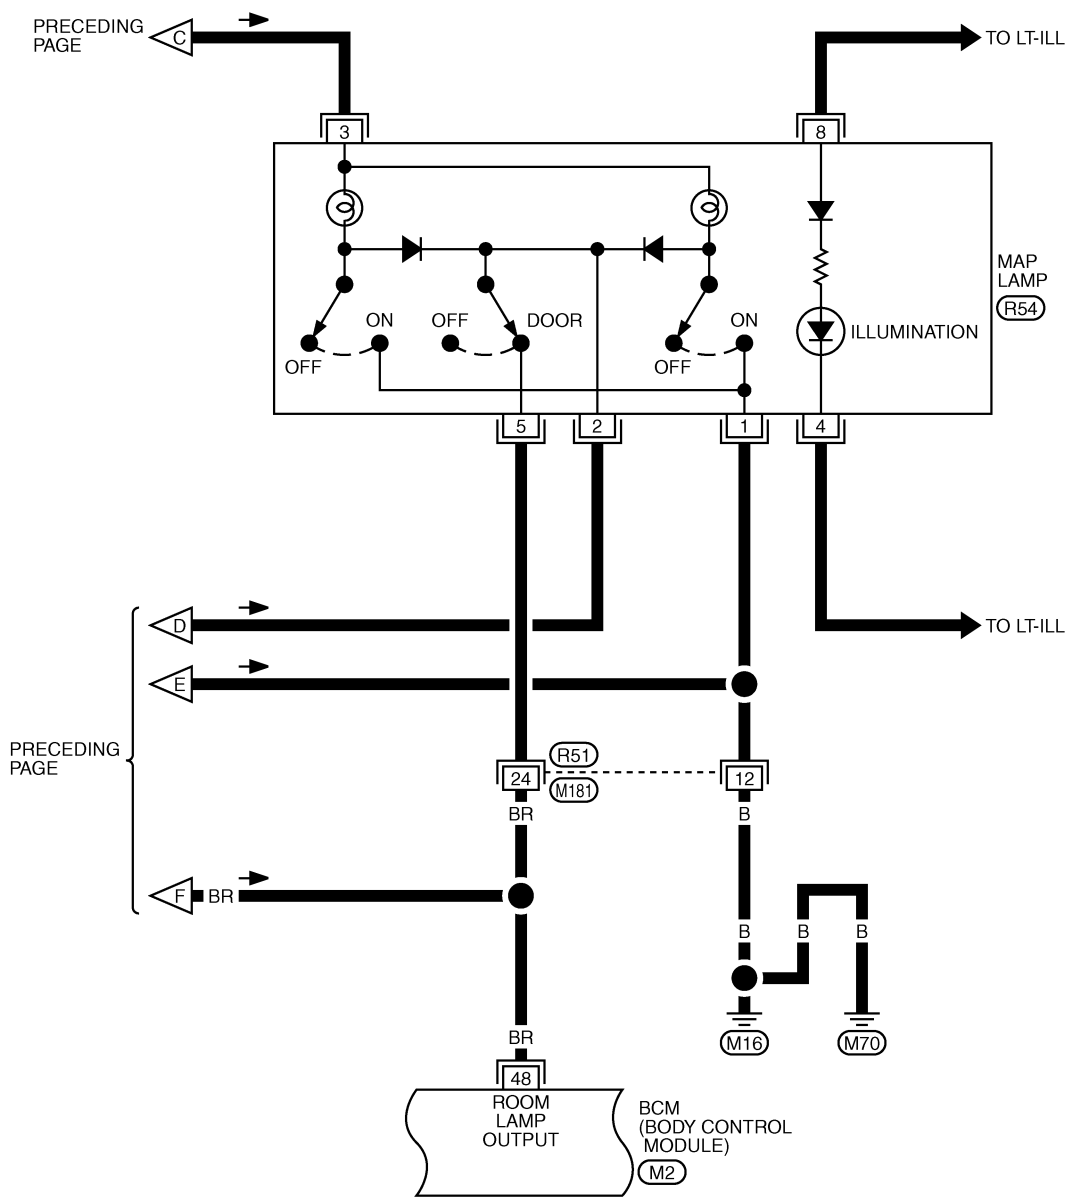 PRECEDING
PAGE
C
TO LT-ILL
3
8
MAP
LAMP
R54
ON
OFF
DOOR
ON
ILLUMINATION
OFF
OFF
5
2
1
4
D
TO LT-ILL
E
PRECEDING
PAGE
R51
24
12
M181
BR
B
F
BR
B
B
B
BR
M16
M70
48
ROOM
LAMP
OUTPUT
BCM
(BODY CONTROL
MODULE)
M2